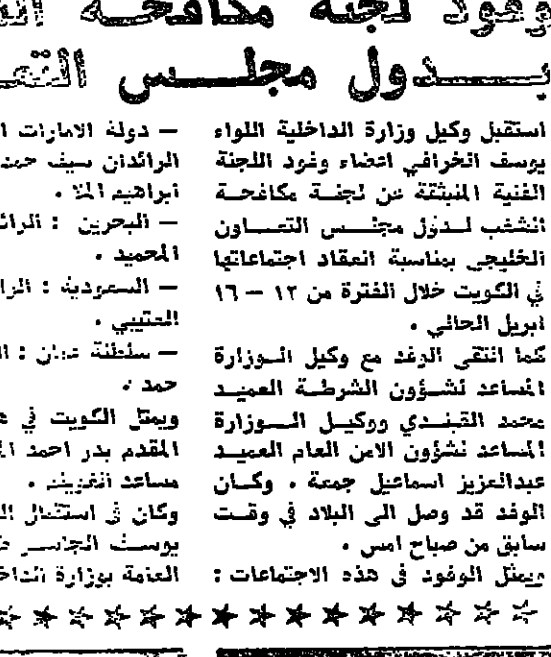 وفود لجنة مكافحة
بدول مجلس
استقبل وكيل وزارة الداخلية اللواء
يوسف الخرافي اعضاء وفود اللجنة
الفنية المنبثقة عن لجنة مكافحة
الشغب لدول مجلس التعاون
الخليجي بمناسبة انعقاد اجتماعاتها
في الكويت خلال الفترة من ١٢ - ١٦
ابريل الحالي .
كما التقى الوفد مع وكيل الوزارة
المساعد لشؤون الشرطة العميد
محمد القبندي ووكيل الوزارة
المساعد لشؤون الامن العام العميد
عبدالعزيز اسماعيل جمعة . وكان
الوفد قد وصل الى البلاد في وقت
سابق من صباح امس .
ويمثل الوفود في هذه الاجتماعات :
— دولة الامارات
الرائدان سيف حمد
ابراهيم الملا .
— البحرين :
المحميد .
— السعودية :
العتيبي .
— سلطنة عمان :
حمد .
ويمثل الكويت في
المقدم بدر احمد
مساعد
وكان في استقبال
يوسف الجاسر
العامة بوزارة